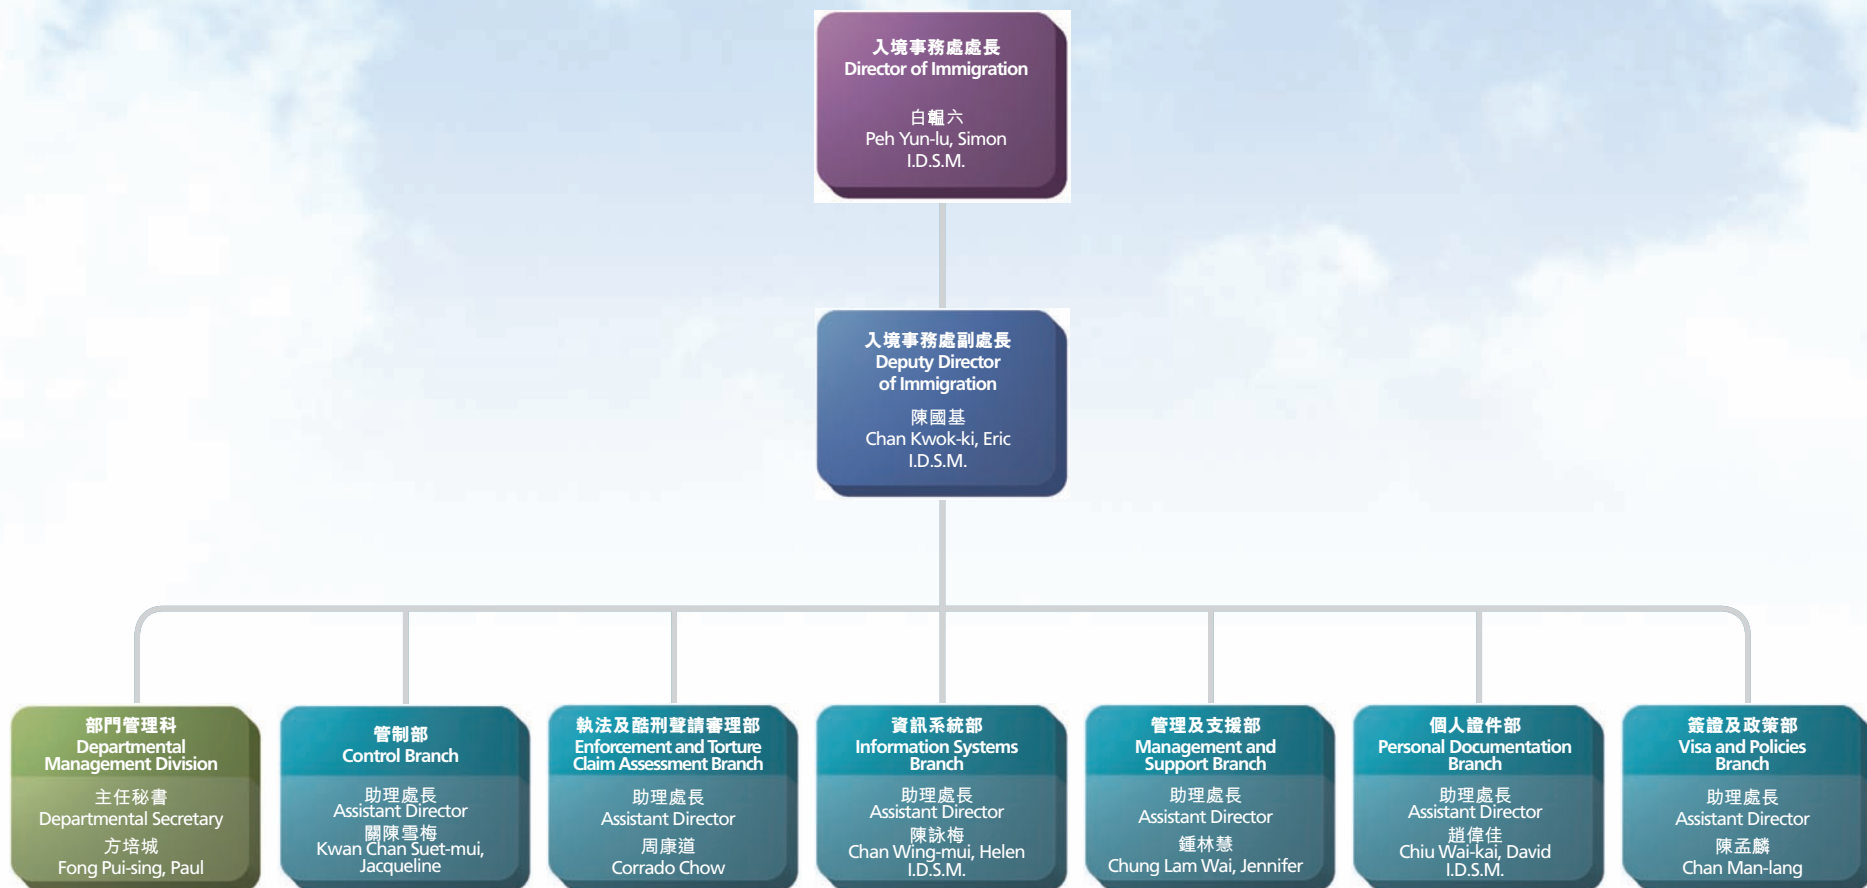 入境事務處處長
Director of Immigration
白韞六
Peh Yun-lu, Simon
I.D.S.M.
入境事務處副處長
Deputy Director
of Immigration
陳國基
Chan Kwok-ki, Eric
I.D.S.M.
部門管理科
Departmental
Management Division
主任秘書
Departmental Secretary
方培城
Fong Pui-sing, Paul
管制部
Control Branch
助理處長
Assistant Director
關陳雪梅
Kwan Chan Suet-mui,
Jacqueline
執法及酷刑聲請審理部
Enforcement and Torture
Claim Assessment Branch
助理處長
Assistant Director
周康道
Corrado Chow
資訊系統部
Information Systems
Branch
助理處長
Assistant Director
陳詠梅
Chan Wing-mui, Helen
I.D.S.M.
管理及支援部
Management and
Support Branch
助理處長
Assistant Director
鍾林慧
Chung Lam Wai, Jennifer
個人證件部
Personal Documentation
Branch
助理處長
Assistant Director
趙偉佳
Chiu Wai-kai, David
I.D.S.M.
簽證及政策部
Visa and Policies
Branch
助理處長
Assistant Director
陳孟麟
Chan Man-lang